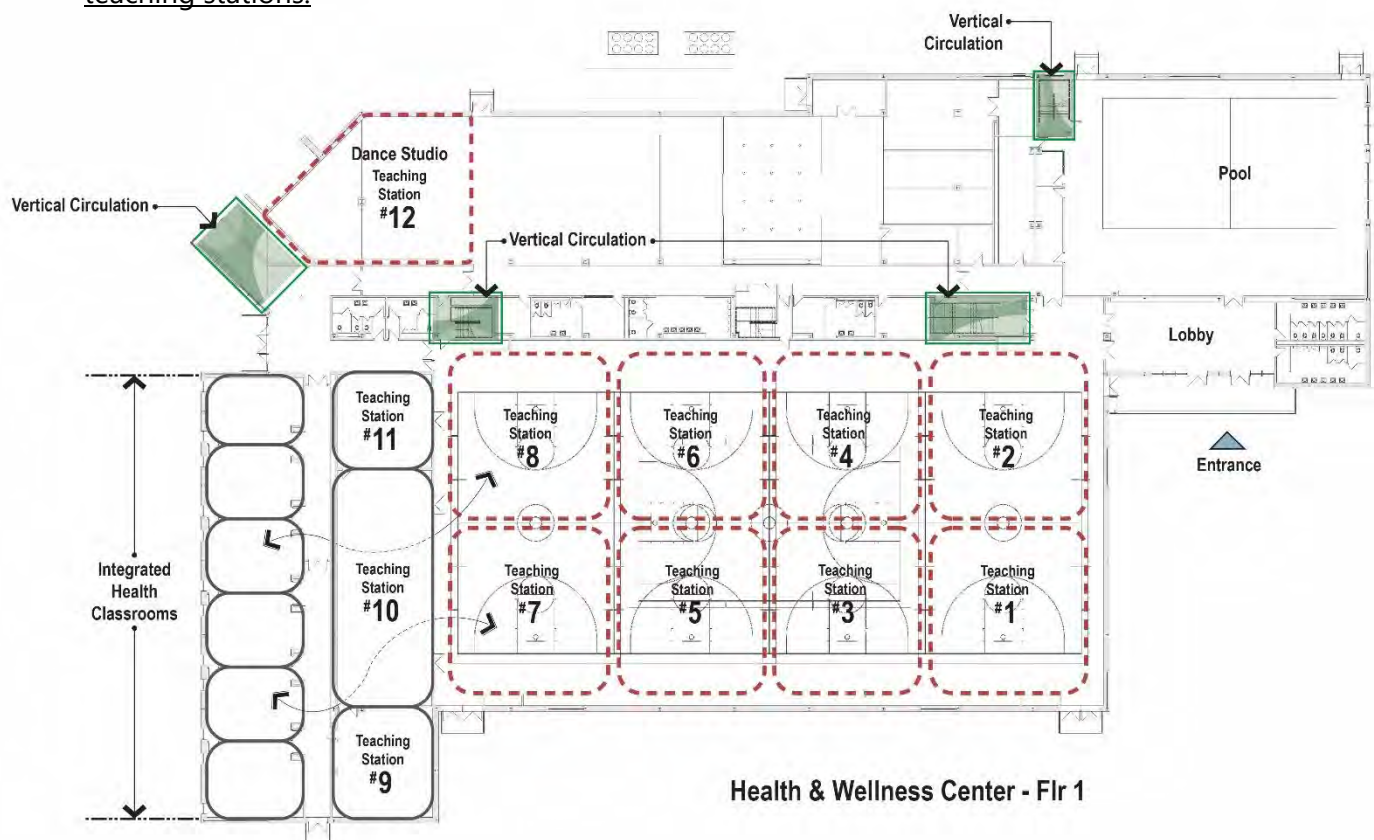 teaching stations.
Vertical
Circulation
Dance Studio
Teaching
Station
#12
Pool
Vertical Circulation
Vertical Circulation
Lobby
Entrance
Teaching
Station
#11
Teaching
Station
#8
Teaching
Station
#6
Teaching
Station
#4
Teaching
Station
#2
Integrated
Health
Classrooms
Teaching
Station
#10
Teaching
Station
#7
Teaching
Station
#5
Teaching
Station
#3
Teaching
Station
#1
Teaching
Station
#9
Health & Wellness Center - Flr 1